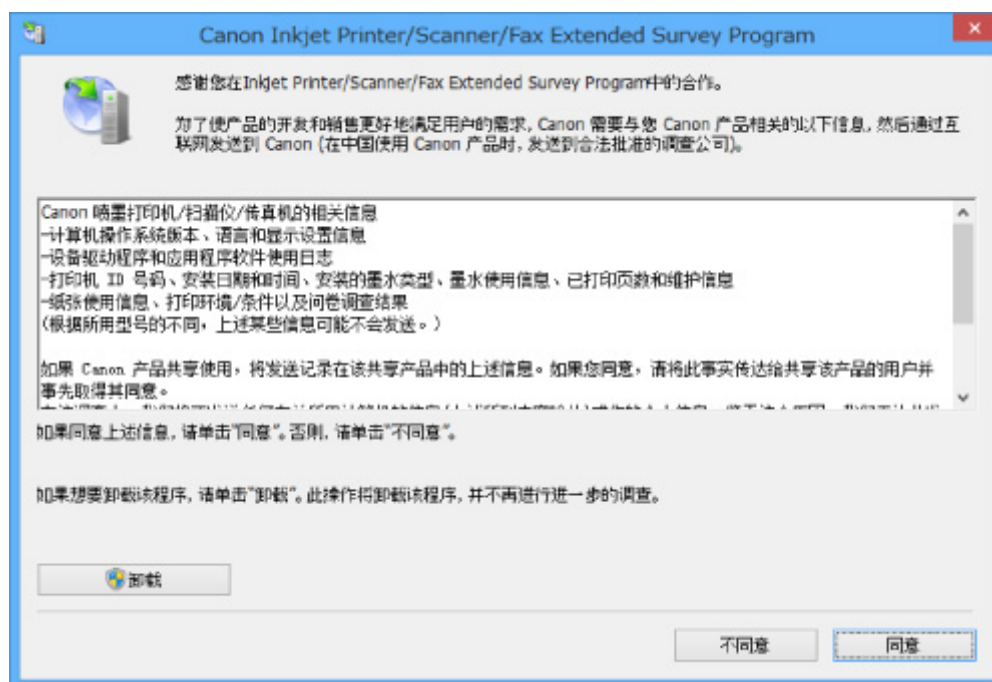 Canon Inkjet Printer/Scanner/Fax Extended Survey Program
感谢您在Inkjet Printer/Scanner/Fax Extended Survey Program中的合作。
为了使产品的开发和销售更好地满足用户的需求, Canon 需要与您 Canon 产品相关的以下信息, 然后通过互
联网发送到 Canon (在中国使用 Canon 产品时, 发送到合法批准的调查公司)。
Canon 喷墨打印机/扫描仪/传真机的相关信息
-计算机操作系统版本、语言和显示设置信息
-设备驱动程序和应用程序软件使用日志
-打印机 ID 号码、安装日期和时间、安装的墨水类型、墨水使用信息、已打印页数和维护信息
-纸张使用信息、打印环境/条件以及问卷调查结果
(根据所用型号的不同，上述某些信息可能不会发送。)
如果 Canon 产品共享使用，将发送记录在该共享产品中的上述信息。如果您同意，请将此事实传达给共享该产品的用户并
事先取得其同意。
如果同意上述信息, 请单击"同意"。否则, 请单击"不同意"。
如果想要卸载该程序, 请单击"卸载"。此操作将卸载该程序, 并不再进行进一步的调查。
卸载
不同意
同意